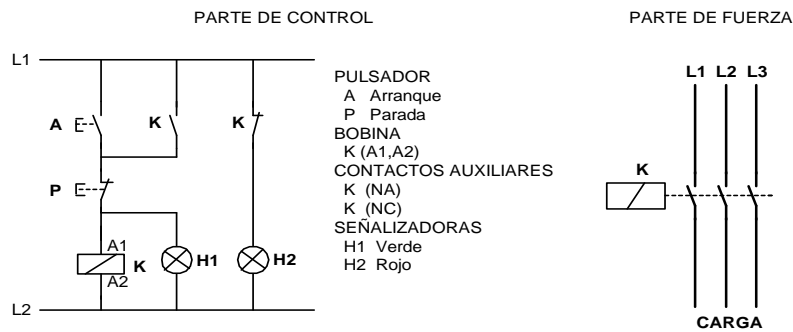 PARTE DE CONTROL
PARTE DE FUERZA
L1
A
K
K
P
A1
A2
K
H1
H2
L2
PULSADOR
A Arranque
P Parada
BOBINA
K (A1,A2)
CONTACTOS AUXILIARES
K (NA)
K (NC)
SEÑALIZADORAS
H1 Verde
H2 Rojo
L1 L2 L3
K
CARGA